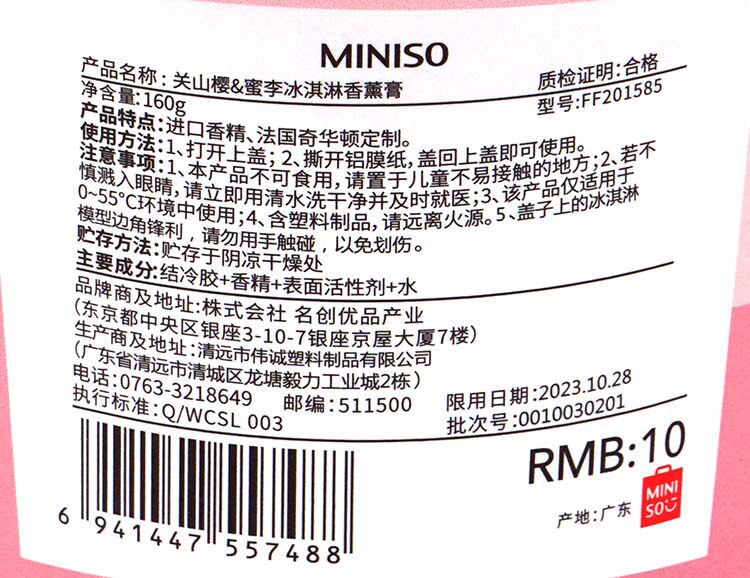 MINISO
产品名称: 关山樱&蜜李冰淇淋香薰膏
质检证明:合格
净含量:160g
型号:FF201585
产品特点:进口香精、法国奇华顿定制。
使用方法:1、打开上盖; 2、撕开铝膜纸,盖回上盖即可使用。
注意事项:1、本产品不可食用,请置于儿童不易接触的地方;2、若不
慎溅入眼睛,请立即用清水洗干净并及时就医;3、该产品仅适用于
0~55°C环境中使用;4、含塑料制品,请远离火源。5、盖子上的冰淇淋
模型边角锋利,请勿用手触碰,以免划伤。
贮存方法:贮存于阴凉干燥处
主要成分:结冷胶+香精+表面活性剂+水
品牌商及地址:株式会社 名创优品产业
(东京都中央区银座3-10-7银座京屋大厦7楼)
生产商及地址:清远市伟诚塑料制品有限公司
(广东省清远市清城区龙塘毅力工业城2栋)
电话:0763-3218649 邮编:511500
限用日期:2023.10.28
执行标准:Q/WCSL 003
批次号:0010030201
RMB:10
MINI
SO
产地:广东
6 941447 557488